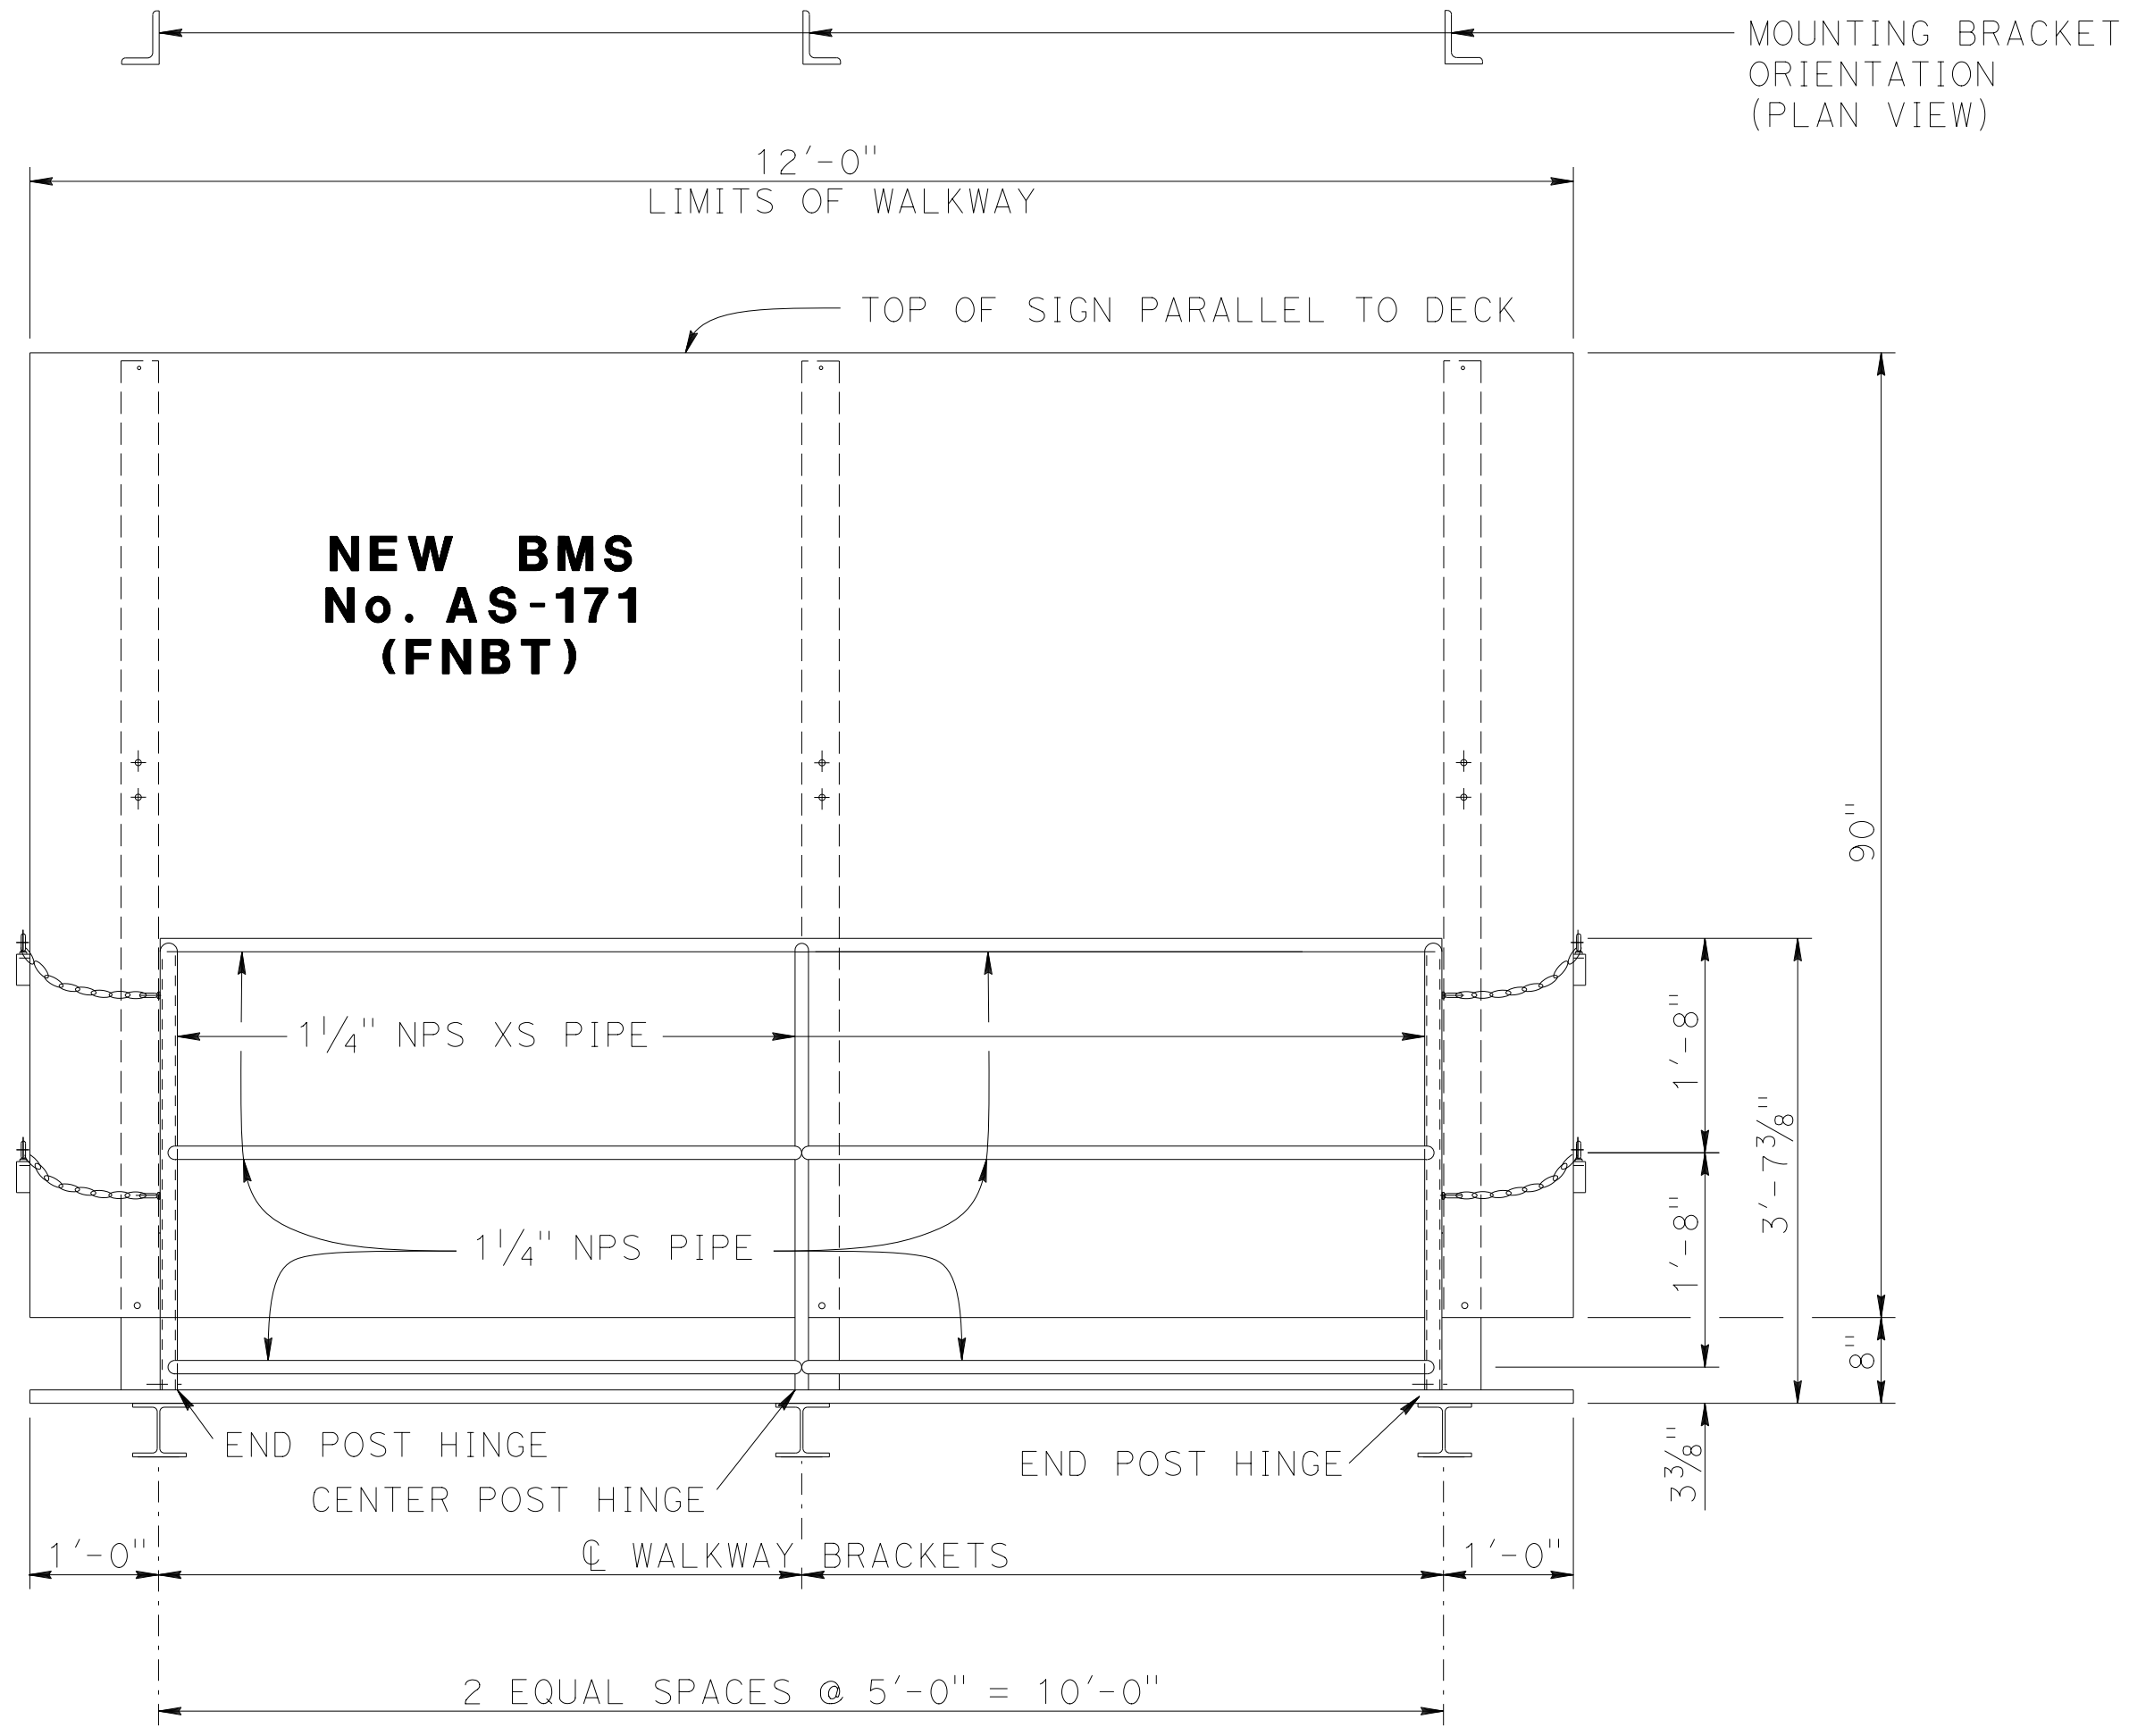 MOUNTING BRACKET
ORIENTATION
(PLAN VIEW)
12'-0"
LIMITS OF WALKWAY
TOP OF SIGN PARALLEL TO DECK
NEW BMS
No. AS-171
(FNBT)
90"
1'-8"
1¼" NPS XS PIPE
3'-7⅜"
1'-8"
1¼" NPS PIPE
8"
END POST HINGE
END POST HINGE
3⅜"
CENTER POST HINGE
1'-0"
℄ WALKWAY BRACKETS
1'-0"
2 EQUAL SPACES @ 5'-0" = 10'-0"